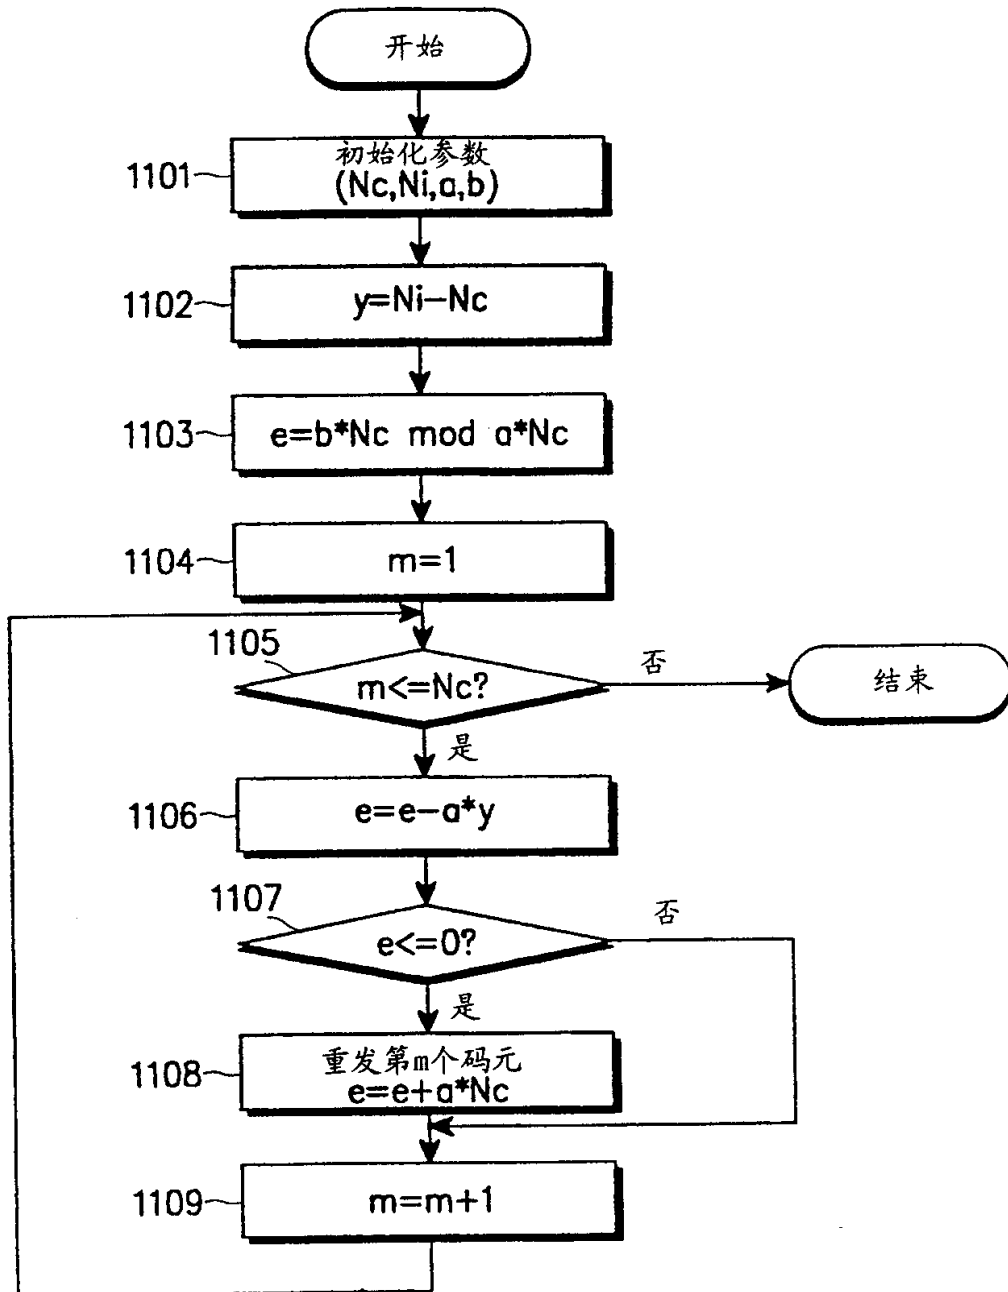 开始
1101
初始化参数
(Nc,Ni,a,b)
1102
y=Ni-Nc
1103
e=b*Nc mod a*Nc
1104
m=1
1105
m<=Nc?
否
结束
是
1106
e=e-a*y
1107
e<=0?
否
是
1108
重发第m个码元
e=e+a*Nc
1109
m=m+1